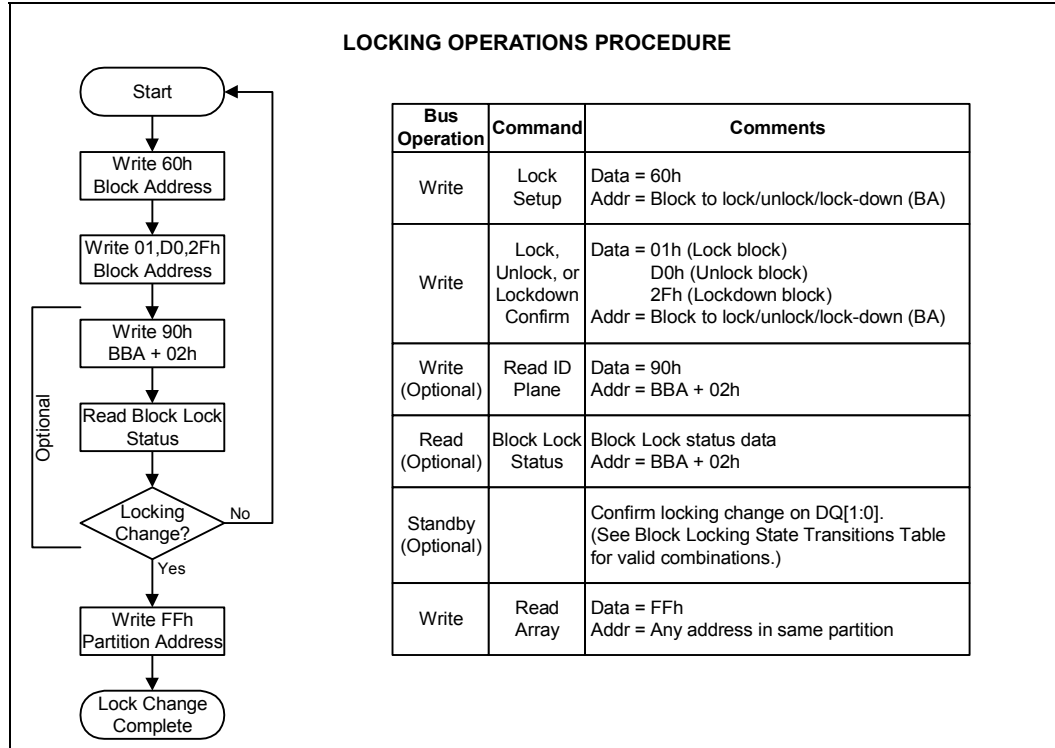 LOCKING OPERATIONS PROCEDURE
Start
Write 60h
Block Address
Write 01,D0,2Fh
Block Address
Optional
Write 90h
BBA + 02h
Read Block Lock
Status
Locking
Change?
No
Yes
Write FFh
Partition Address
Lock Change
Complete
Bus
Operation
Command
Comments
Write
Lock
Setup
Data = 60h
Addr = Block to lock/unlock/lock-down (BA)
Write
Lock,
Unlock, or
Lockdown
Confirm
Data = 01h (Lock block)
D0h (Unlock block)
2Fh (Lockdown block)
Addr = Block to lock/unlock/lock-down (BA)
Write
(Optional)
Read ID
Plane
Data = 90h
Addr = BBA + 02h
Read
(Optional)
Block Lock
Status
Block Lock status data
Addr = BBA + 02h
Standby
(Optional)
Confirm locking change on DQ[1:0].
(See Block Locking State Transitions Table
for valid combinations.)
Write
Read
Array
Data = FFh
Addr = Any address in same partition